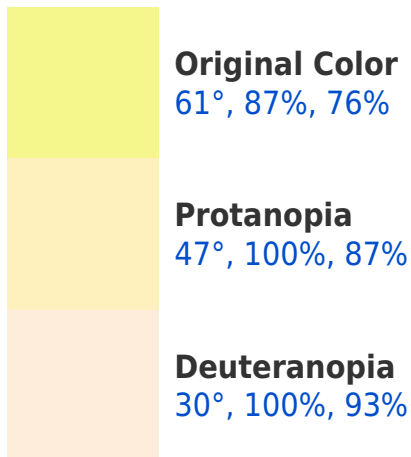 Original Color
61°, 87%, 76%
Protanopia
47°, 100%, 87%
Deuteranopia
30°, 100%, 93%